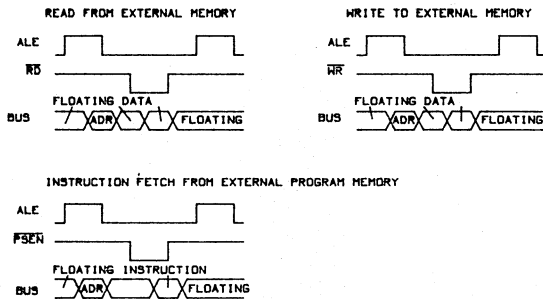 READ FROM EXTERNAL MEMORY
ALE
RD
FLOATING DATA
BUS
ADR
FLOATING
WRITE TO EXTERNAL MEMORY
ALE
WR
FLOATING DATA
BUS
ADR
FLOATING
INSTRUCTION FETCH FROM EXTERNAL PROGRAM MEMORY
ALE
PSEN
FLOATING INSTRUCTION
BUS
ADR
FLOATING